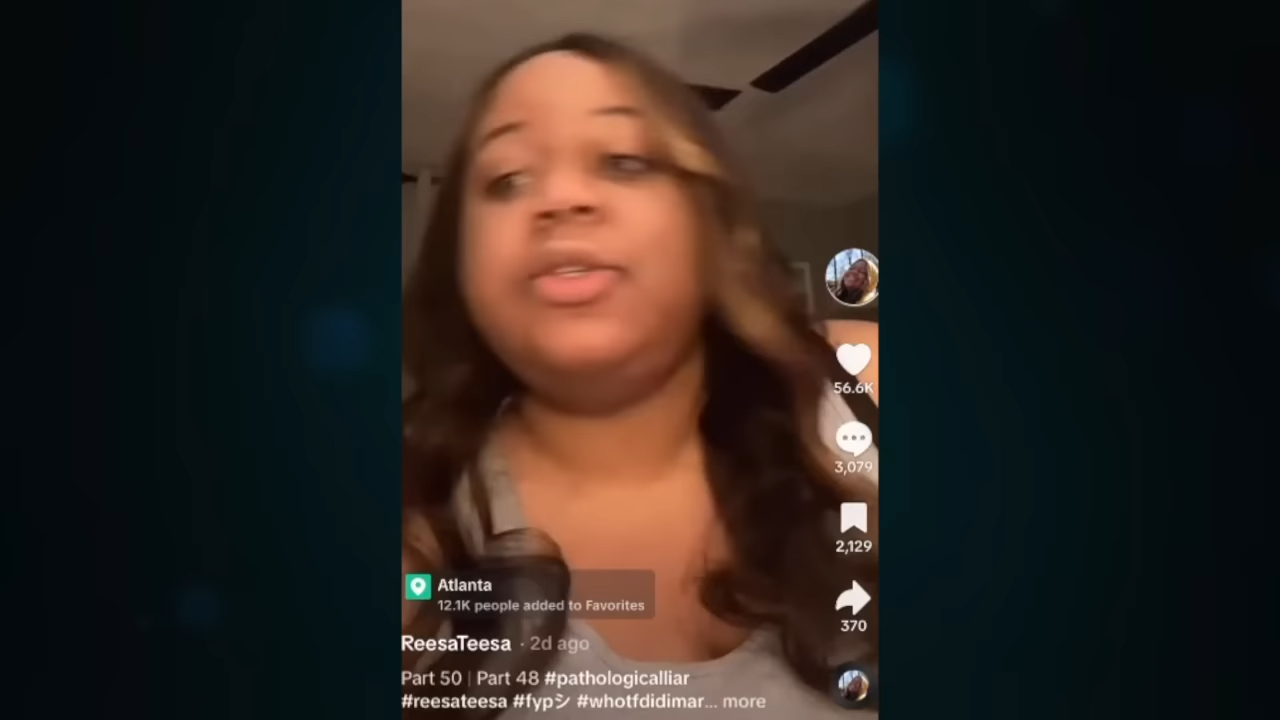 56.6K
3,079
2,129
370
Atlanta
12.1K people added to Favorites
ReesaTeesa · 2d ago
Part 50 | Part 48 #pathologicalliar
#reesateesa #fypシ #whotfdidimar... more